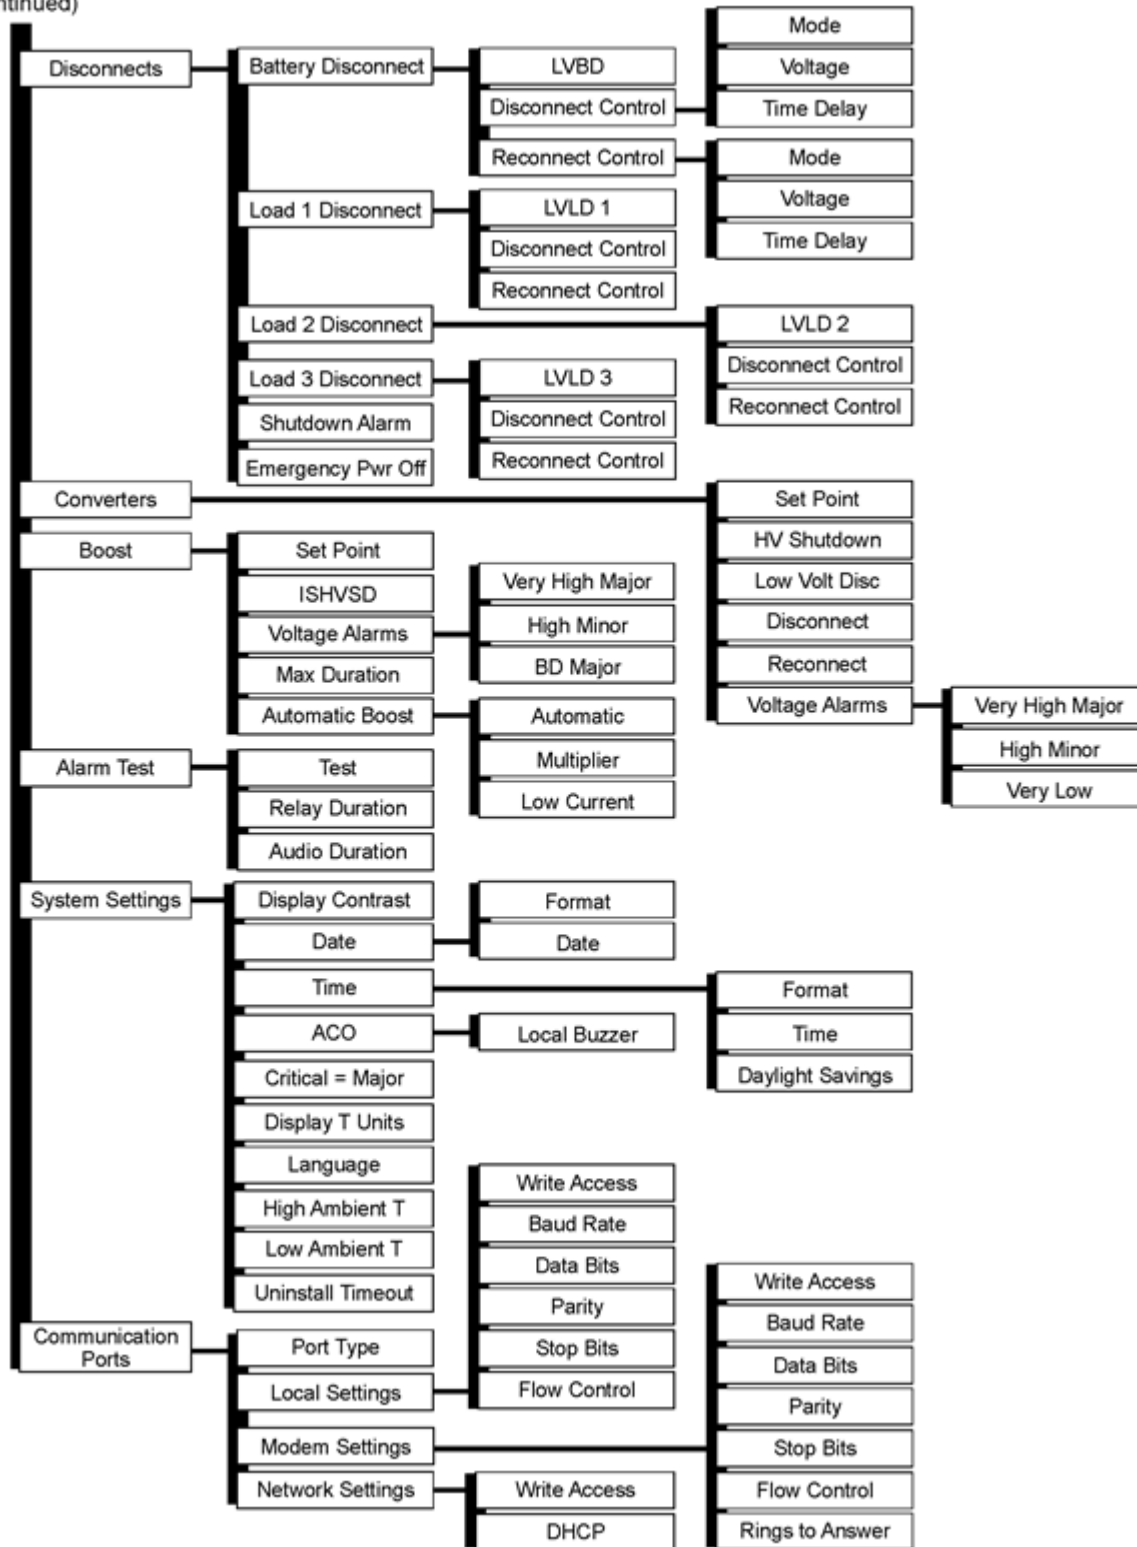 ntinued)
Disconnects
Battery Disconnect
LVBD
Disconnect Control
Mode
Voltage
Time Delay
Reconnect Control
Mode
Voltage
Time Delay
Load 1 Disconnect
LVLD 1
Disconnect Control
Reconnect Control
Load 2 Disconnect
LVLD 2
Disconnect Control
Reconnect Control
Load 3 Disconnect
LVLD 3
Disconnect Control
Reconnect Control
Shutdown Alarm
Emergency Pwr Off
Converters
Set Point
HV Shutdown
Low Volt Disc
Disconnect
Reconnect
Voltage Alarms
Very High Major
High Minor
Very Low
Boost
Set Point
ISHVSD
Voltage Alarms
Very High Major
High Minor
BD Major
Max Duration
Automatic Boost
Automatic
Multiplier
Low Current
Alarm Test
Test
Relay Duration
Audio Duration
System Settings
Display Contrast
Date
Format
Date
Time
Format
Time
Daylight Savings
ACO
Local Buzzer
Critical = Major
Display T Units
Language
High Ambient T
Low Ambient T
Uninstall Timeout
Communication
Ports
Port Type
Local Settings
Write Access
Baud Rate
Data Bits
Parity
Stop Bits
Flow Control
Modem Settings
Write Access
Baud Rate
Data Bits
Parity
Stop Bits
Flow Control
Rings to Answer
Network Settings
Write Access
DHCP